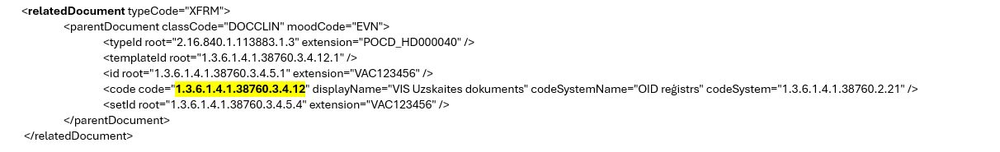 <relatedDocument typeCode="XFRM">
<parentDocument classCode="DOCCLIN" moodCode="EVN">
<typeId root="2.16.840.1.113883.1.3" extension="POCD_HD000040" />
<templateId root="1.3.6.1.4.1.38760.3.4.12.1" />
<id root="1.3.6.1.4.1.38760.3.4.5.1" extension="VAC123456" />
<code code="1.3.6.1.4.1.38760.3.4.12" displayName="VIS Uzskaites dokuments" codeSystemName="OID reģistrs" codeSystem="1.3.6.1.4.1.38760.2.21" />
<setId root="1.3.6.1.4.1.38760.3.4.5.4" extension="VAC123456" />
</parentDocument>
</relatedDocument>